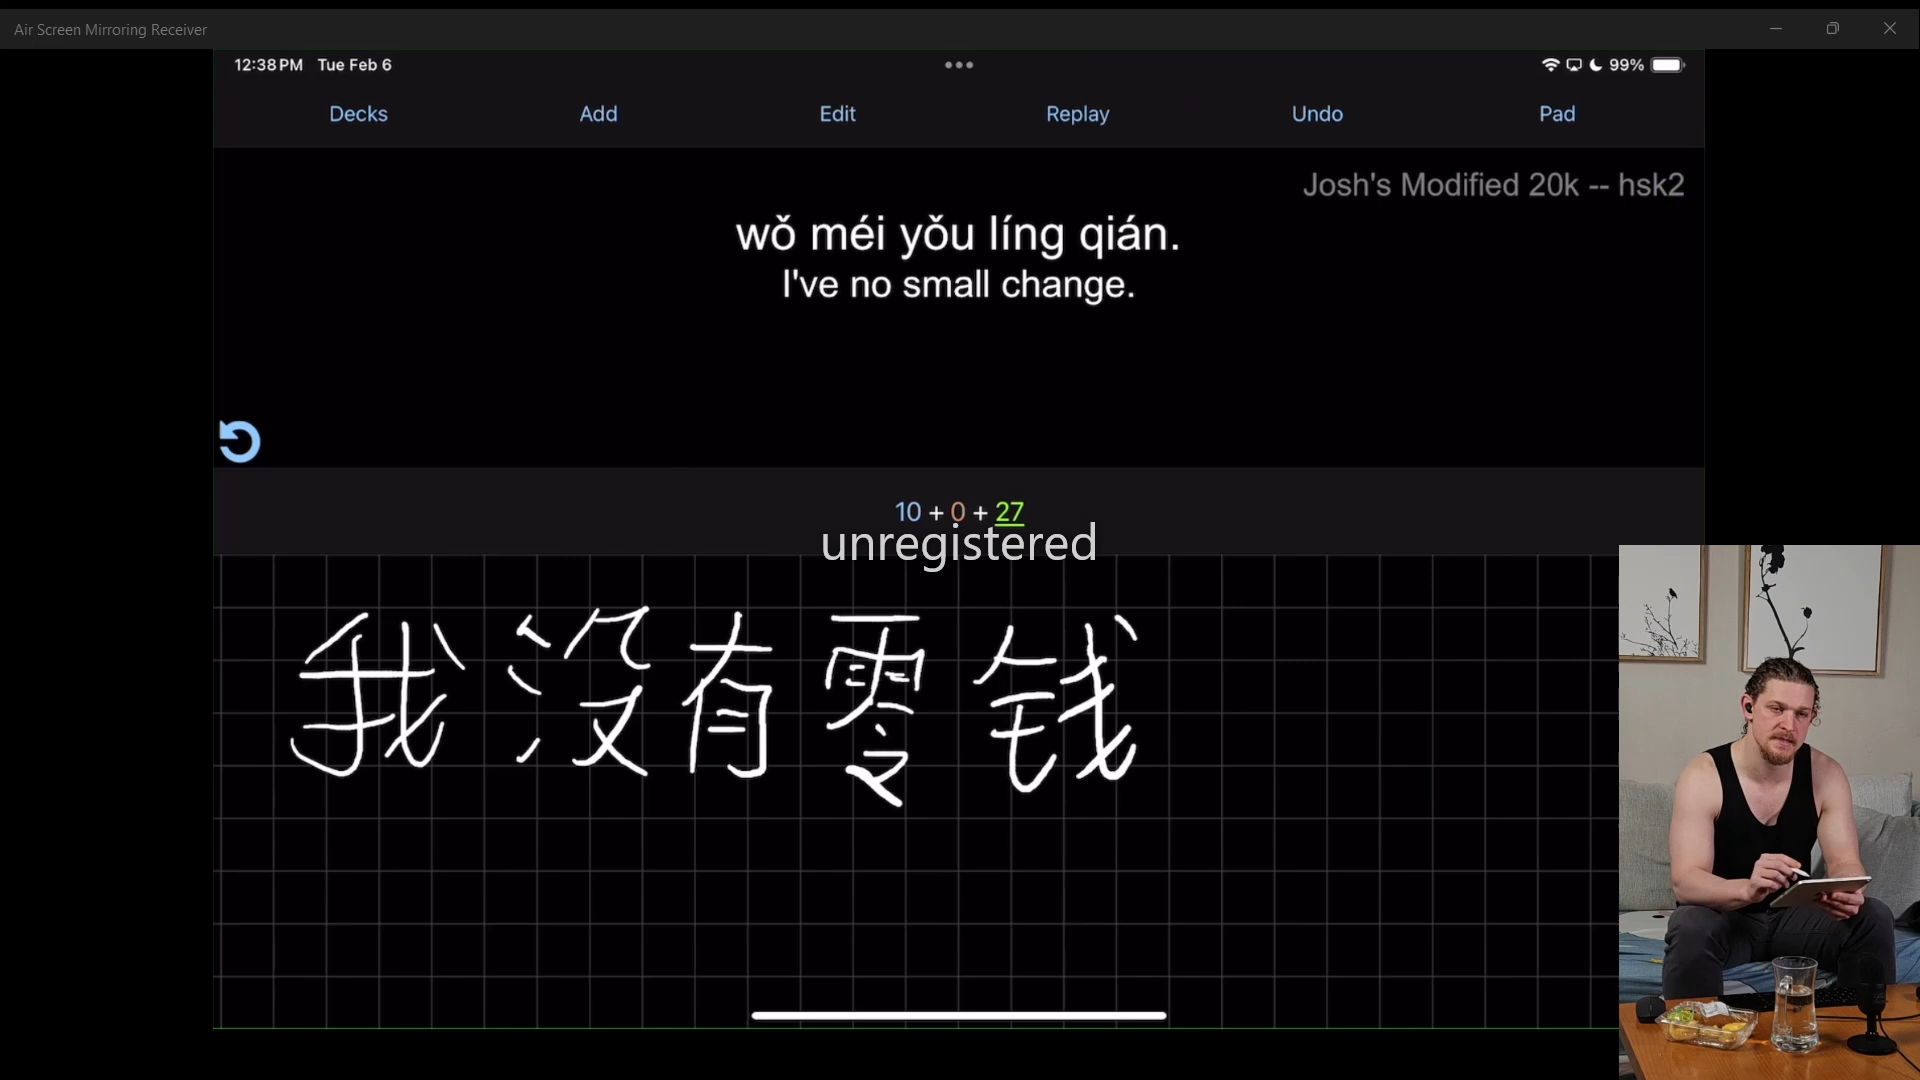 Air Screen Mirroring Receiver
12:38 PM Tue Feb 6
99%
Decks Add Edit Replay Undo Pad
Josh's Modified 20k -- hsk2
wǒ méi yǒu líng qián.
I've no small change.
10 + 0 + 27
unregistered
我没有零钱